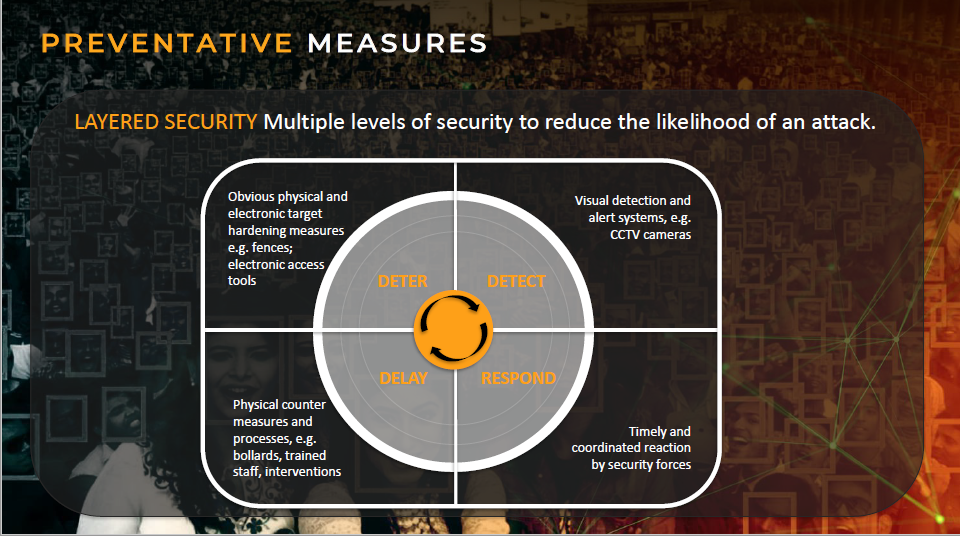 PREVENTATIVE MEASURES
LAYERED SECURITY Multiple levels of security to reduce the likelihood of an attack.
Obvious physical and
electronic target
hardening measures
e.g. fences;
electronic access
tools
Visual detection and
alert systems, e.g.
CCTV cameras
DETER
DETECT
DELAY
RESPOND
Physical counter
measures and
processes, e.g.
bollards, trained
staff, interventions
Timely and
coordinated reaction
by security forces